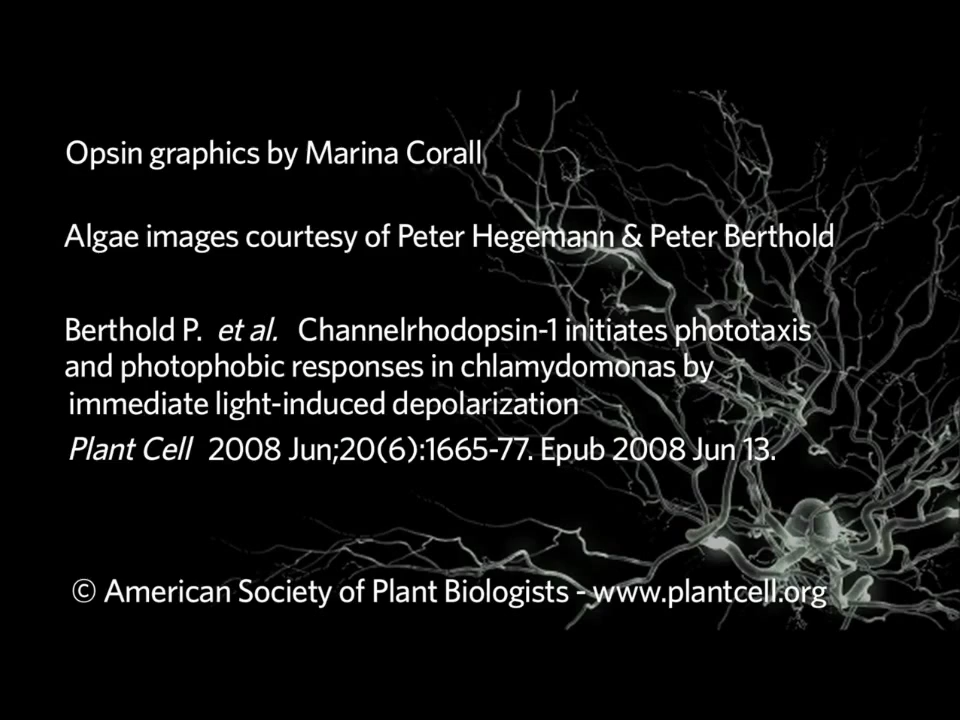 Opsin graphics by Marina Corall
Algae images courtesy of Peter Hegemann & Peter Berthold
Berthold P. et al. Channelrhodopsin-1 initiates phototaxis
and photophobic responses in chlamydomonas by
immediate light-induced depolarization
Plant Cell 2008 Jun;20(6):1665-77. Epub 2008 Jun 13.
© American Society of Plant Biologists - www.plantcell.org